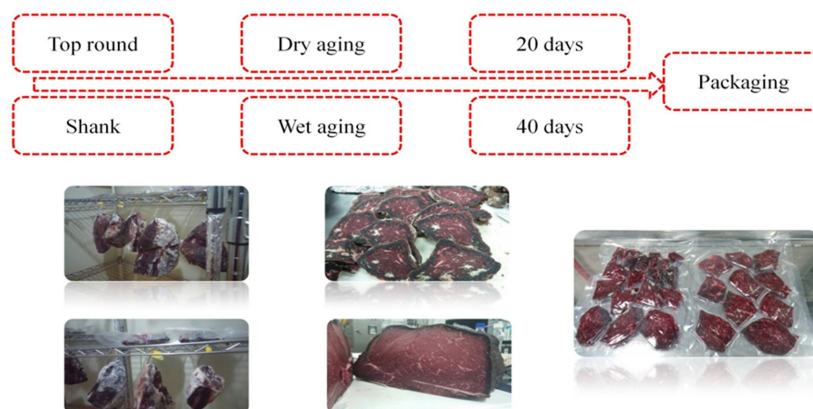 Top round
Dry aging
20 days
Packaging
Shank
Wet aging
40 days